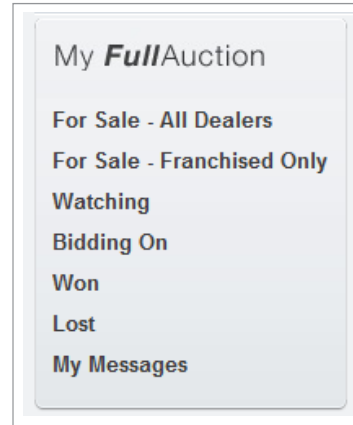 My FullAuction
For Sale - All Dealers
For Sale - Franchised Only
Watching
Bidding On
Won
Lost
My Messages